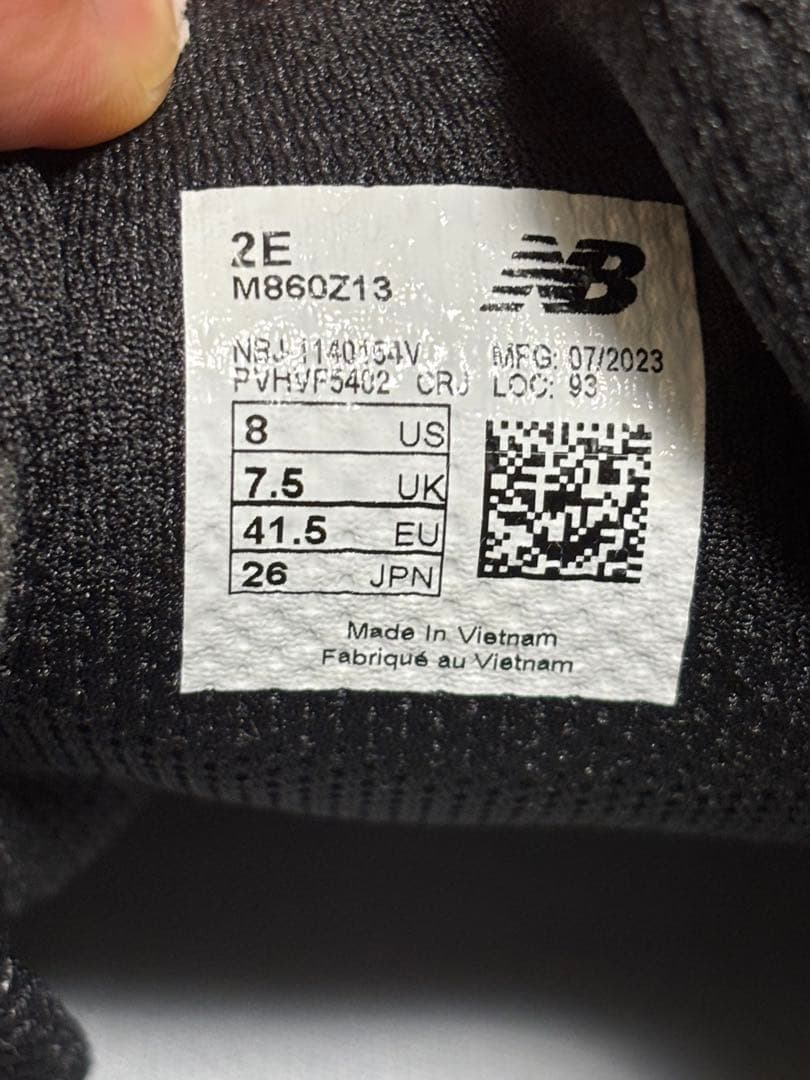 2E
M860Z13
NB
NBJ-1140154V MFG: 07/2023
PVHVF5402 CRJ LOC: 93
8 US
7.5 UK
41.5 EU
26 JPN
Made In Vietnam
Fabriqué au Vietnam